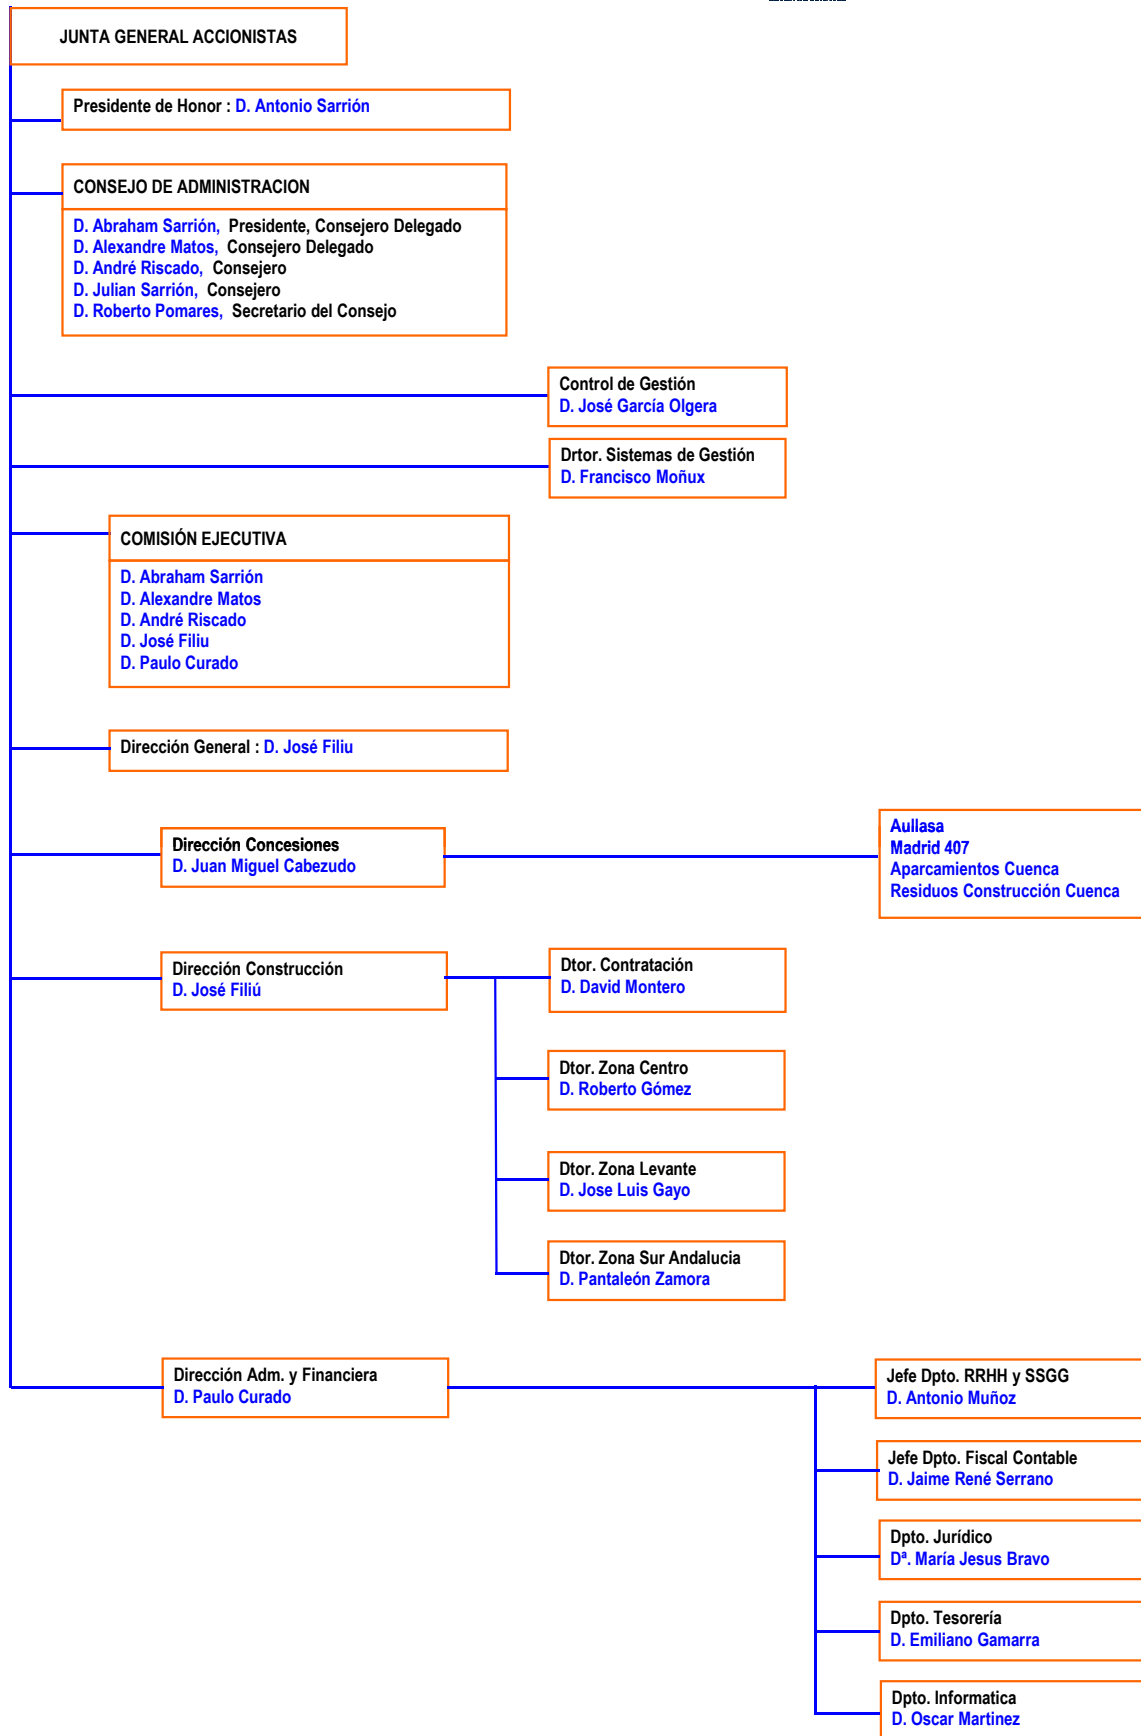 JUNTA GENERAL ACCIONISTAS
Presidente de Honor : D. Antonio Sarrión
CONSEJO DE ADMINISTRACION
D. Abraham Sarrión, Presidente, Consejero Delegado
D. Alexandre Matos, Consejero Delegado
D. André Riscado, Consejero
D. Julian Sarrión, Consejero
D. Roberto Pomares, Secretario del Consejo
Control de Gestión
D. José García Olgera
Drtor. Sistemas de Gestión
D. Francisco Moñux
COMISIÓN EJECUTIVA
D. Abraham Sarrión
D. Alexandre Matos
D. André Riscado
D. José Filiu
D. Paulo Curado
Dirección General : D. José Filiu
Dirección Concesiones
D. Juan Miguel Cabezudo
Aullasa
Madrid 407
Aparcamientos Cuenca
Residuos Construcción Cuenca
Dirección Construcción
D. José Filiú
Dtor. Contratación
D. David Montero
Dtor. Zona Centro
D. Roberto Gómez
Dtor. Zona Levante
D. Jose Luis Gayo
Dtor. Zona Sur Andalucia
D. Pantaleón Zamora
Dirección Adm. y Financiera
D. Paulo Curado
Jefe Dpto. RRHH y SSGG
D. Antonio Muñoz
Jefe Dpto. Fiscal Contable
D. Jaime René Serrano
Dpto. Jurídico
Dª. María Jesus Bravo
Dpto. Tesorería
D. Emiliano Gamarra
Dpto. Informatica
D. Oscar Martinez